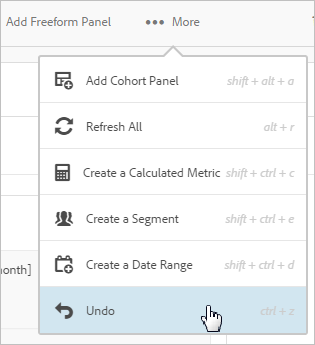 Add Freeform Panel ••• More
Add Cohort Panel shift + alt + a
Refresh All alt + r
Create a Calculated Metric shift + ctrl + c
Create a Segment shift + ctrl + e
Create a Date Range shift + ctrl + d
onth]
Undo ctrl + z